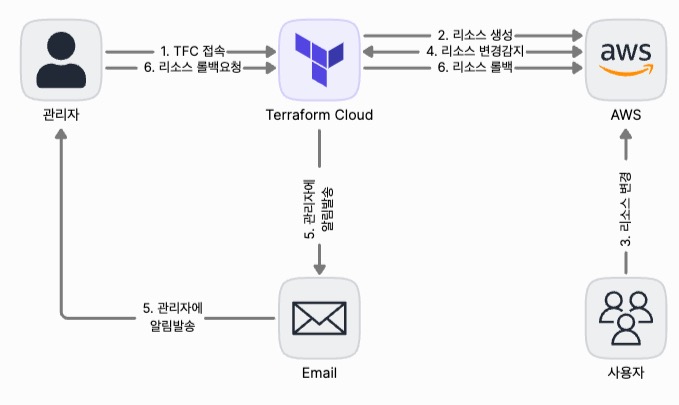 1. TFC 접속
6. 리소스 롤백요청
2. 리소스 생성
4. 리소스 변경감지
6. 리소스 롤백
aws
관리자
Terraform Cloud
AWS
5. 관리자에
알림발송
3. 리소스 변경
5. 관리자에
알림발송
Email
사용자